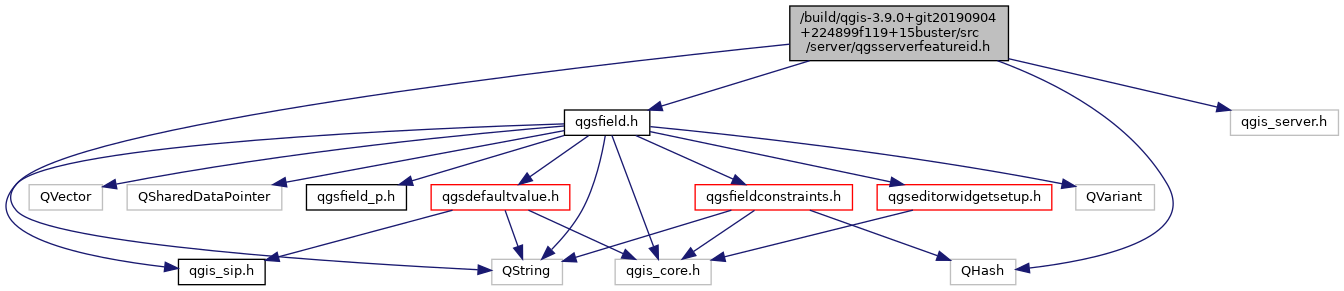 /build/qgis-3.9.0+git20190904
+224899f119+15buster/src
/server/qgsserverfeatureid.h
qgsfield.h
qgis_server.h
QVector
QSharedDataPointer
qgsfield_p.h
qgsdefaultvalue.h
qgsfieldconstraints.h
qgseditorwidgetsetup.h
QVariant
qgis_sip.h
QString
qgis_core.h
QHash